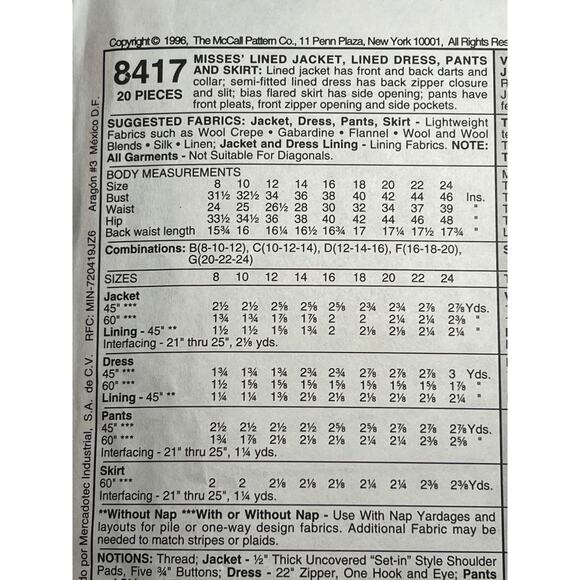 Copyright© 1996, The McCall Pattern Co., 11 Penn Plaza, New York 10001, All Rights Res
8417
20 PIECES
MISSES' LINED JACKET, LINED DRESS, PANTS
AND SKIRT: Lined jacket has front and back darts and
collar; semi-fitted lined dress has back zipper closure
and slit; bias flared skirt has side opening; pants have
front pleats, front zipper opening and side pockets.
SUGGESTED FABRICS: Jacket, Dress, Pants, Skirt - Lightweight
Fabrics such as Wool Crepe • Gabardine • Flannel • Wool and Wool
Blends • Silk • Linen; Jacket and Dress Lining - Lining Fabrics. NOTE:
All Garments - Not Suitable For Diagonals.
BODY MEASUREMENTS
Size 8 10 12 14 16 18 20 22 24
Bust 31½ 32½ 34 36 38 40 42 44 46 Ins.
Waist 24 25 26½ 28 30 32 34 37 39 "
Hip 33½ 34½ 36 38 40 42 44 46 48 "
Back waist length 15¾ 16 16¼ 16½ 16¾ 17 17¼ 17½ 17¾ "
Combinations: B(8-10-12), C(10-12-14), D(12-14-16), F(16-18-20),
G(20-22-24)
SIZES 8 10 12 14 16 18 20 22 24
Jacket
45" *** 2½ 2½ 2⅝ 2⅝ 2⅝ 2¾ 2¾ 2⅞ 2⅞ Yds.
60" *** 1¾ 1¾ 1⅞ 1⅞ 2 2 2¼ 2¼ 2⅜ "
Lining - 45" ** 1½ 1½ 1⅝ 1¾ 2 2⅛ 2⅛ 2¼ 2¼ "
Interfacing - 21" thru 25", 2⅛ yds.
Dress
45" *** 1¾ 1¾ 1¾ 2¾ 2¾ 2⅞ 2⅞ 2⅞ 3 Yds.
60" *** 1½ 1⅝ 1⅝ 1⅝ 1⅝ 1⅝ 1⅝ 1⅝ 1⅞ "
Lining - 45" ** 1¼ 1¼ 1⅜ 2⅛ 2⅛ 2⅛ 2⅛ 2⅛ 2¼ "
Pants
45" *** 2½ 2½ 2½ 2⅝ 2¾ 2¾ 2⅞ 2⅞ 2⅞ Yds.
60" *** 1¾ 1⅞ 2⅛ 2⅛ 2⅛ 2¼ 2¼ 2⅜ 2⅝ "
Interfacing - 21" thru 25", 1¼ yds.
Skirt
60" *** 2 2 2⅛ 2⅛ 2⅛ 2¼ 2¼ 2⅜ 2⅜ Yds.
Interfacing - 21" thru 25", 1¼ yds.
**Without Nap ***With or Without Nap - Use With Nap Yardages and
layouts for pile or one-way design fabrics. Additional Fabric may be
needed to match stripes or plaids.
NOTIONS: Thread; Jacket - ½" Thick Uncovered "Set-in" Style Shoulder
Pads, Five ¾" Buttons; Dress - 22" Zipper, One Hook and Eye; Pants
do por Mercadotec Industrial, S.A. de C.V. RFC: MIN-720419JZ6 Aragón #3 México D.F.